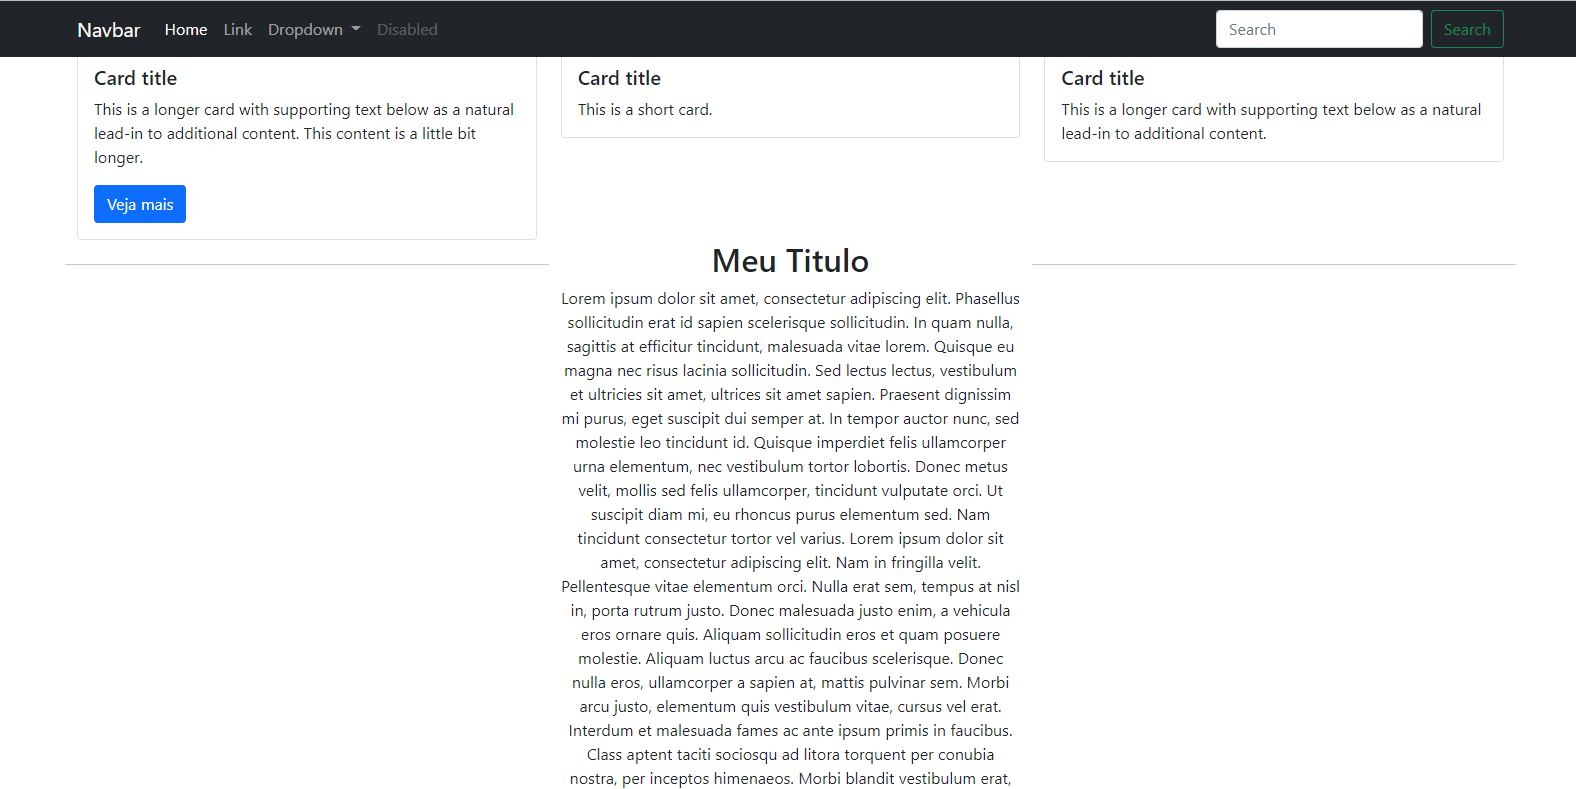 Navbar Home Link Dropdown Disabled Search Search
Card title
This is a longer card with supporting text below as a natural
lead-in to additional content. This content is a little bit
longer.
Veja mais
Card title
This is a short card.
Card title
This is a longer card with supporting text below as a natural
lead-in to additional content.
Meu Titulo
Lorem ipsum dolor sit amet, consectetur adipiscing elit. Phasellus
sollicitudin erat id sapien scelerisque sollicitudin. In quam nulla,
sagittis at efficitur tincidunt, malesuada vitae lorem. Quisque eu
magna nec risus lacinia sollicitudin. Sed lectus lectus, vestibulum
et ultricies sit amet, ultrices sit amet sapien. Praesent dignissim
mi purus, eget suscipit dui semper at. In tempor auctor nunc, sed
molestie leo tincidunt id. Quisque imperdiet felis ullamcorper
urna elementum, nec vestibulum tortor lobortis. Donec metus
velit, mollis sed felis ullamcorper, tincidunt vulputate orci. Ut
suscipit diam mi, eu rhoncus purus elementum sed. Nam
tincidunt consectetur tortor vel varius. Lorem ipsum dolor sit
amet, consectetur adipiscing elit. Nam in fringilla velit.
Pellentesque vitae elementum orci. Nulla erat sem, tempus at nisl
in, porta rutrum justo. Donec malesuada justo enim, a vehicula
eros ornare quis. Aliquam sollicitudin eros et quam posuere
molestie. Aliquam luctus arcu ac faucibus scelerisque. Donec
nulla eros, ullamcorper a sapien at, mattis pulvinar sem. Morbi
arcu justo, elementum quis vestibulum vitae, cursus vel erat.
Interdum et malesuada fames ac ante ipsum primis in faucibus.
Class aptent taciti sociosqu ad litora torquent per conubia
nostra, per inceptos himenaeos. Morbi blandit vestibulum erat,